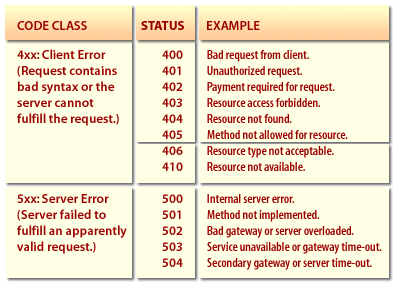 CODE CLASS STATUS EXAMPLE
4xx: Client Error 400 Bad request from client.
(Request contains 401 Unauthorized request.
bad syntax or the 402 Payment required for request.
server cannot 403 Resource access forbidden.
fulfill the request.) 404 Resource not found.
405 Method not allowed for resource.
406 Resource type not acceptable.
410 Resource not available.
5xx: Server Error 500 Internal server error.
(Server failed to 501 Method not implemented.
fulfill an apparently 502 Bad gateway or server overloaded.
valid request.) 503 Service unavailable or gateway time-out.
504 Secondary gateway or server time-out.